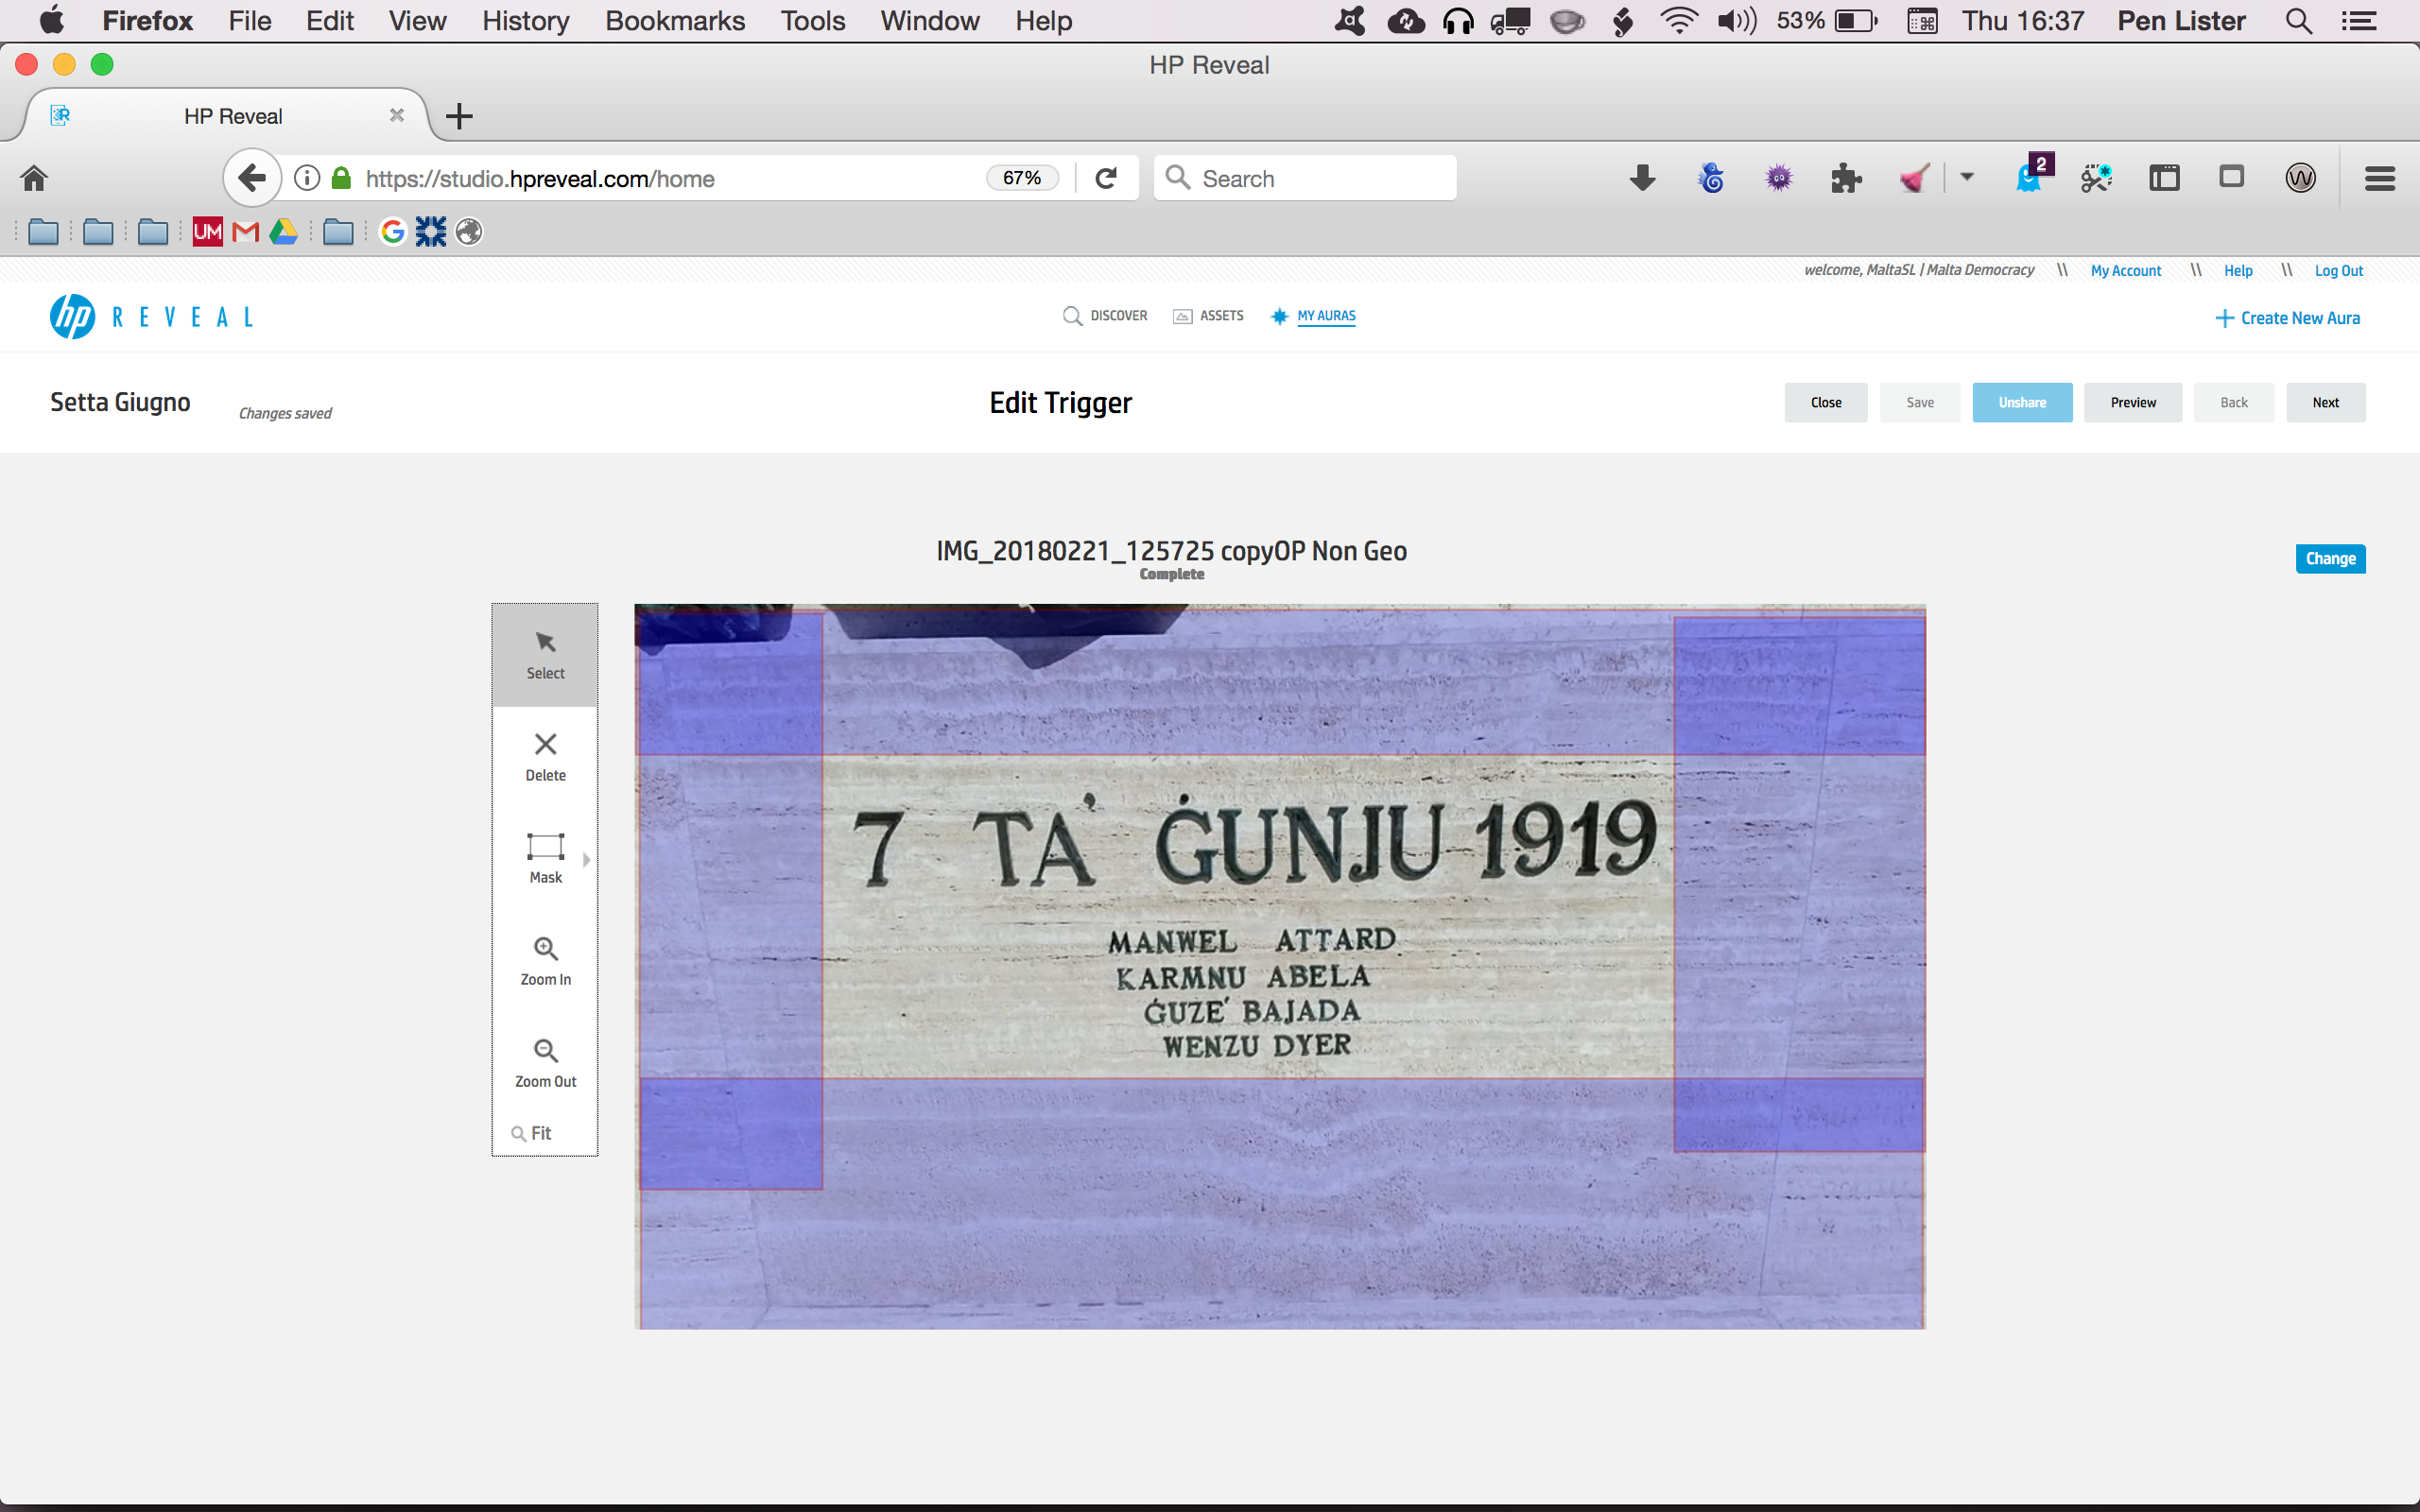 Firefox File Edit View History Bookmarks Tools Window Help 53% Thu 16:37 Pen Lister
HP Reveal
HP Reveal
https://studio.hpreveal.com/home 67% Search 2
UM
welcome, MaltaSL | Malta Democracy \\ My Account \\ Help \\ Log Out
hp REVEAL DISCOVER ASSETS MY AURAS + Create New Aura
Setta Giugno Changes saved Edit Trigger Close Save Unshare Preview Back Next
IMG_20180221_125725 copyOP Non Geo
Complete
Change
Select
Delete
Mask
Zoom In
Zoom Out
Fit
7 TA' ĠUNJU 1919
MANWEL ATTARD
KARMNU ABELA
ĠUZE' BAJADA
WENZU DYER